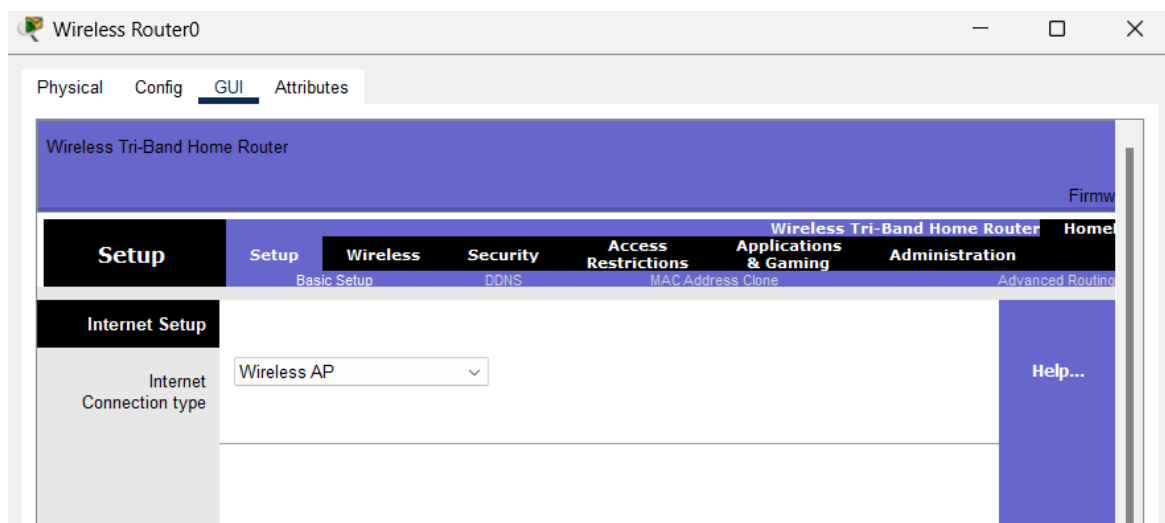 Wireless Router0
Physical Config GUI Attributes
Wireless Tri-Band Home Router
Firmw
Wireless Tri-Band Home Router HomeR
Setup
Setup Wireless Security Access Restrictions Applications & Gaming Administration
Basic Setup DDNS MAC Address Clone Advanced Routing
Internet Setup
Internet
Connection type
Wireless AP
Help...